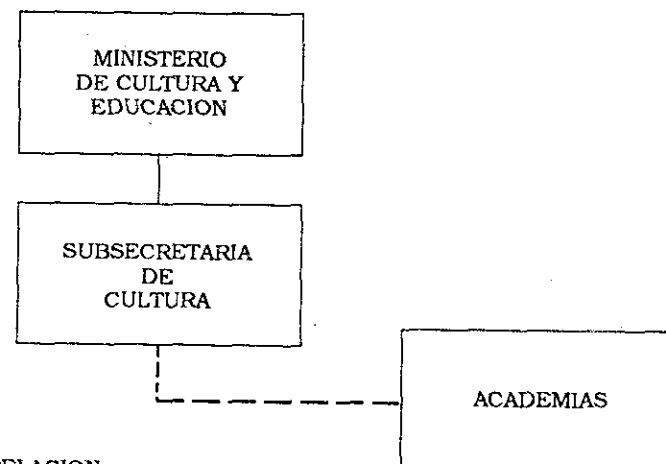 MINISTERIO
DE CULTURA Y
EDUCACION
SUBSECRETARIA
DE
CULTURA
ACADEMIAS